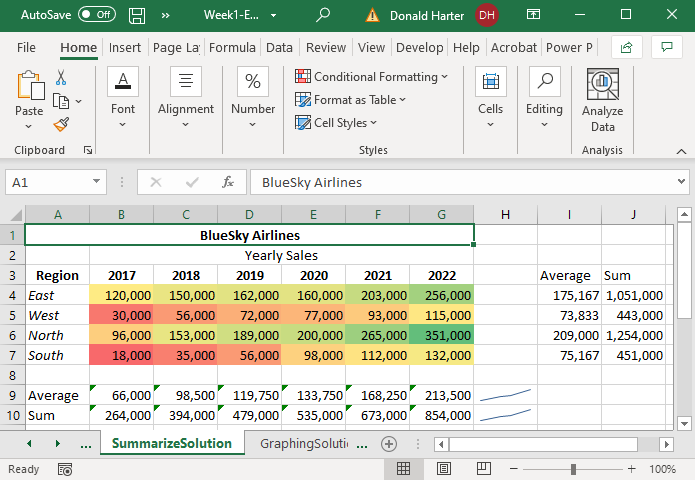 AutoSave Off Week1-E... Donald Harter DH
File Home Insert Page La Formula Data Review View Develop Help Acrobat Power P
Paste
Clipboard
Font
Alignment
%
Number
Conditional Formatting
Format as Table
Cell Styles
Styles
Cells
Editing
Analyze
Data
Analysis
A1 fx BlueSky Airlines
A B C D E F G H I J
1 BlueSky Airlines
2 Yearly Sales
3 Region 2017 2018 2019 2020 2021 2022 Average Sum
4 East 120,000 150,000 162,000 160,000 203,000 256,000 175,167 1,051,000
5 West 30,000 56,000 72,000 77,000 93,000 115,000 73,833 443,000
6 North 96,000 153,000 189,000 200,000 265,000 351,000 209,000 1,254,000
7 South 18,000 35,000 56,000 98,000 112,000 132,000 75,167 451,000
8
9 Average 66,000 98,500 119,750 133,750 168,250 213,500
10 Sum 264,000 394,000 479,000 535,000 673,000 854,000
... SummarizeSolution GraphingSoluti ...
Ready 100%